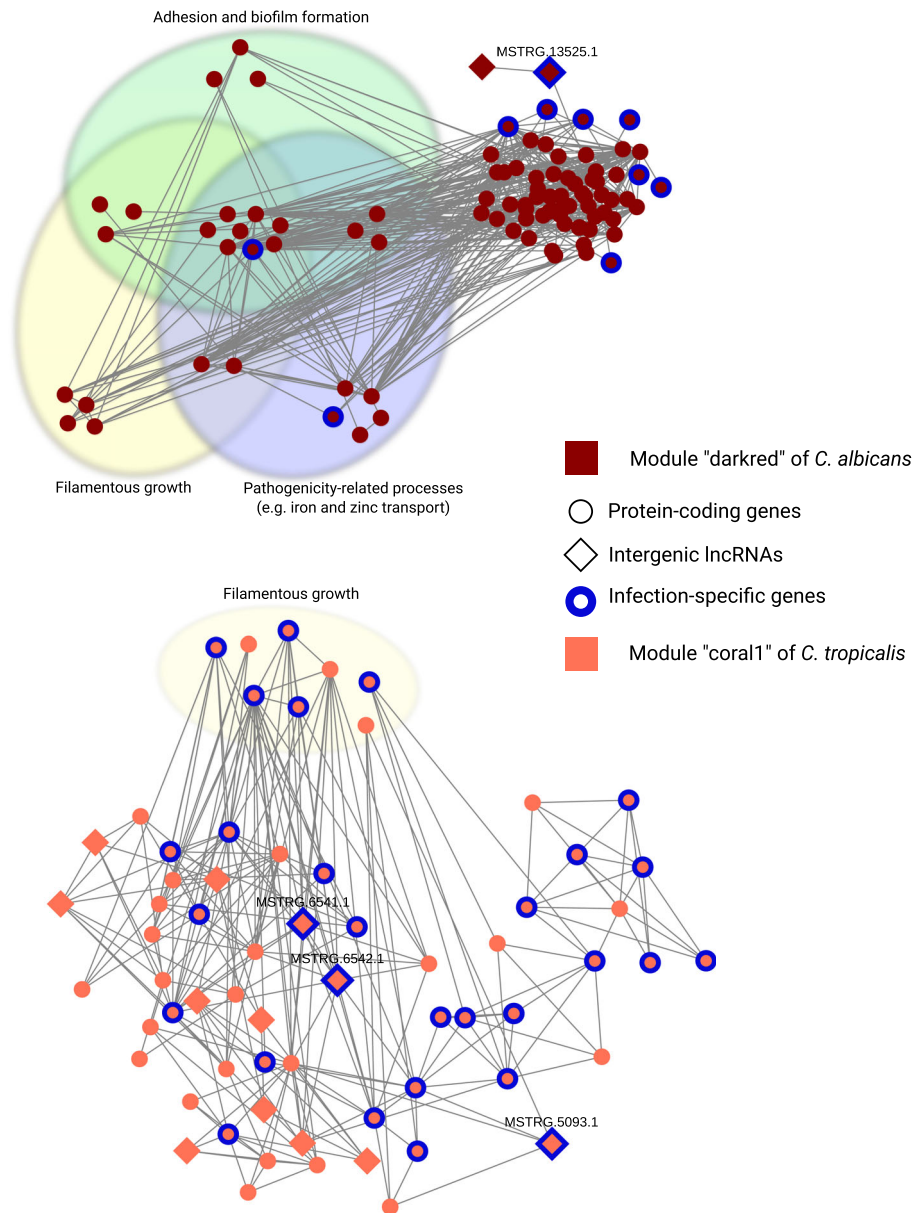 Adhesion and biofilm formation
MSTRG.13525.1
Filamentous growth
Pathogenicity-related processes
(e.g. iron and zinc transport)
Module "darkred" of C. albicans
Protein-coding genes
Intergenic lncRNAs
Infection-specific genes
Module "coral1" of C. tropicalis
Filamentous growth
MSTRG.6541.1
MSTRG.6542.1
MSTRG.5093.1